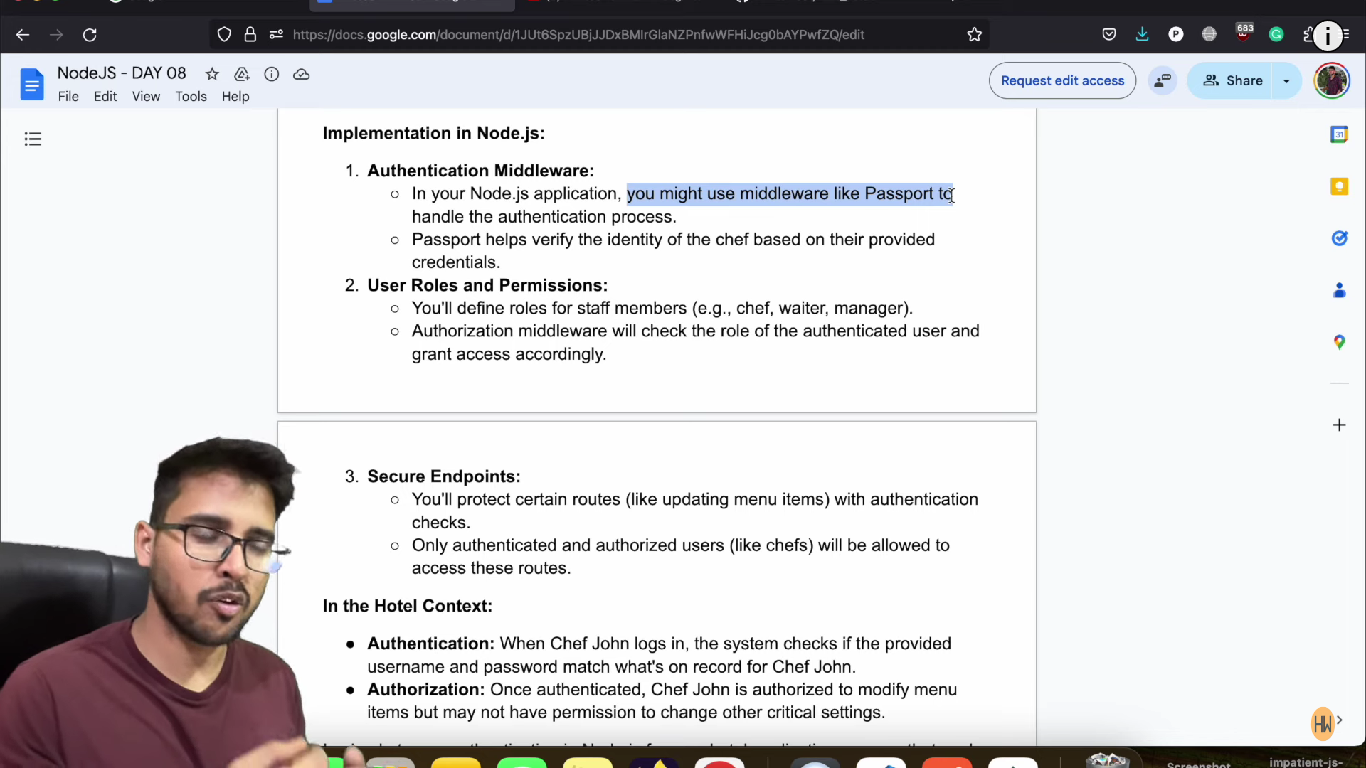 https://docs.google.com/document/d/1JUt6SpzUBjJJDxBMIrGlaNZPnfwWFHiJcg0bAYPwfZQ/edit
683
NodeJS - DAY 08
Request edit access
Share
File Edit View Tools Help
Implementation in Node.js:
1. Authentication Middleware:
○ In your Node.js application, you might use middleware like Passport to
handle the authentication process.
○ Passport helps verify the identity of the chef based on their provided
credentials.
2. User Roles and Permissions:
○ You'll define roles for staff members (e.g., chef, waiter, manager).
○ Authorization middleware will check the role of the authenticated user and
grant access accordingly.
3. Secure Endpoints:
○ You'll protect certain routes (like updating menu items) with authentication
checks.
○ Only authenticated and authorized users (like chefs) will be allowed to
access these routes.
In the Hotel Context:
● Authentication: When Chef John logs in, the system checks if the provided
username and password match what's on record for Chef John.
● Authorization: Once authenticated, Chef John is authorized to modify menu
items but may not have permission to change other critical settings.
HW
Screenshot
impatient-js-